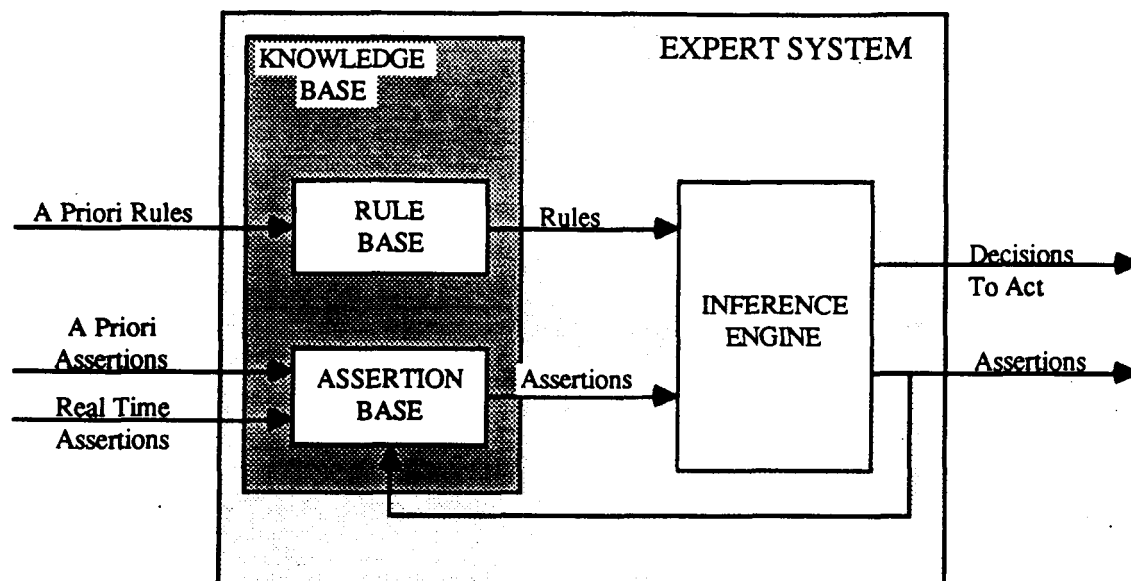 EXPERT SYSTEM
KNOWLEDGE
BASE
A Priori Rules
RULE
BASE
Rules
Decisions
To Act
INFERENCE
ENGINE
A Priori
Assertions
ASSERTION
BASE
Assertions
Assertions
Real Time
Assertions